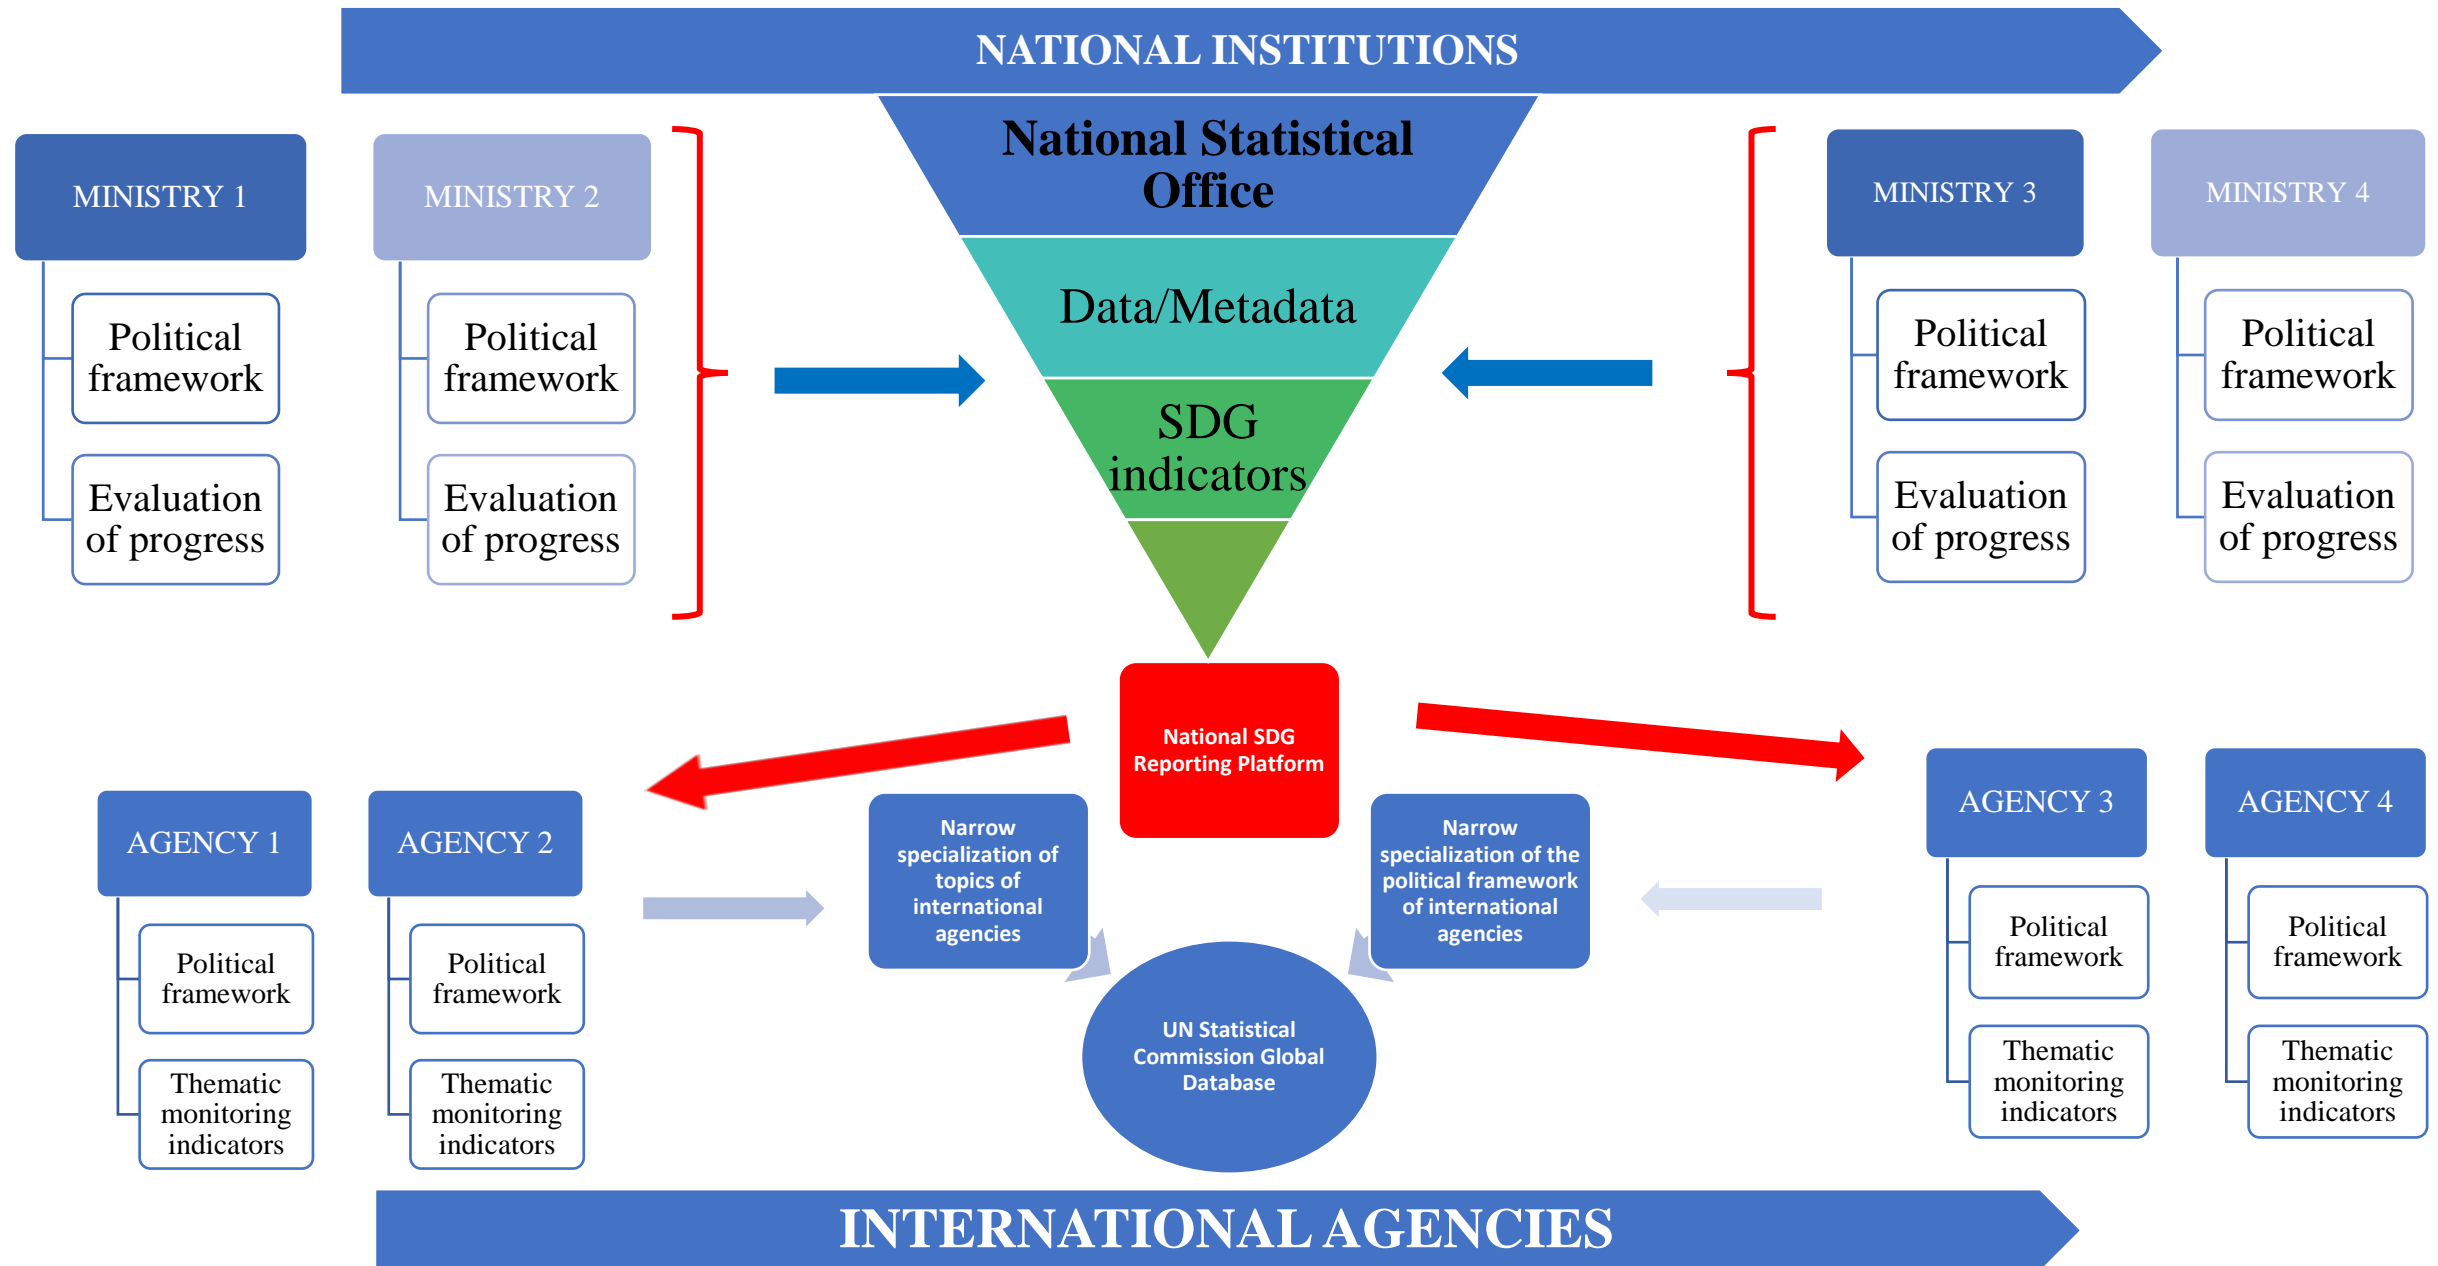 NATIONAL INSTITUTIONS
National Statistical
Office
Data/Metadata
SDG
indicators
MINISTRY 1
Political
framework
Evaluation
of progress
MINISTRY 2
Political
framework
Evaluation
of progress
MINISTRY 3
Political
framework
Evaluation
of progress
MINISTRY 4
Political
framework
Evaluation
of progress
National SDG
Reporting Platform
AGENCY 1
Political
framework
Thematic
monitoring
indicators
AGENCY 2
Political
framework
Thematic
monitoring
indicators
Narrow
specialization of
topics of
international
agencies
Narrow
specialization of the
political framework
of international
agencies
UN Statistical
Commission Global
Database
AGENCY 3
Political
framework
Thematic
monitoring
indicators
AGENCY 4
Political
framework
Thematic
monitoring
indicators
INTERNATIONAL AGENCIES